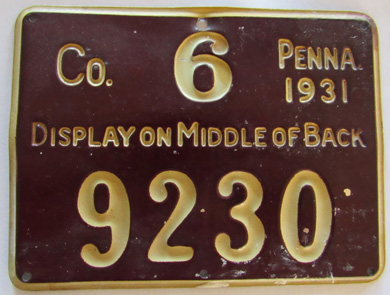 Co. 6 PENNA.
1931
DISPLAY ON MIDDLE OF BACK
9230